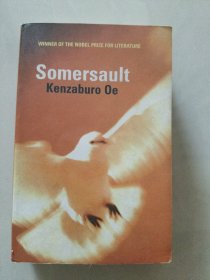 WINNER OF THE NOBEL PRIZE FOR LITERATURE
Somersault
Kenzaburo Oe